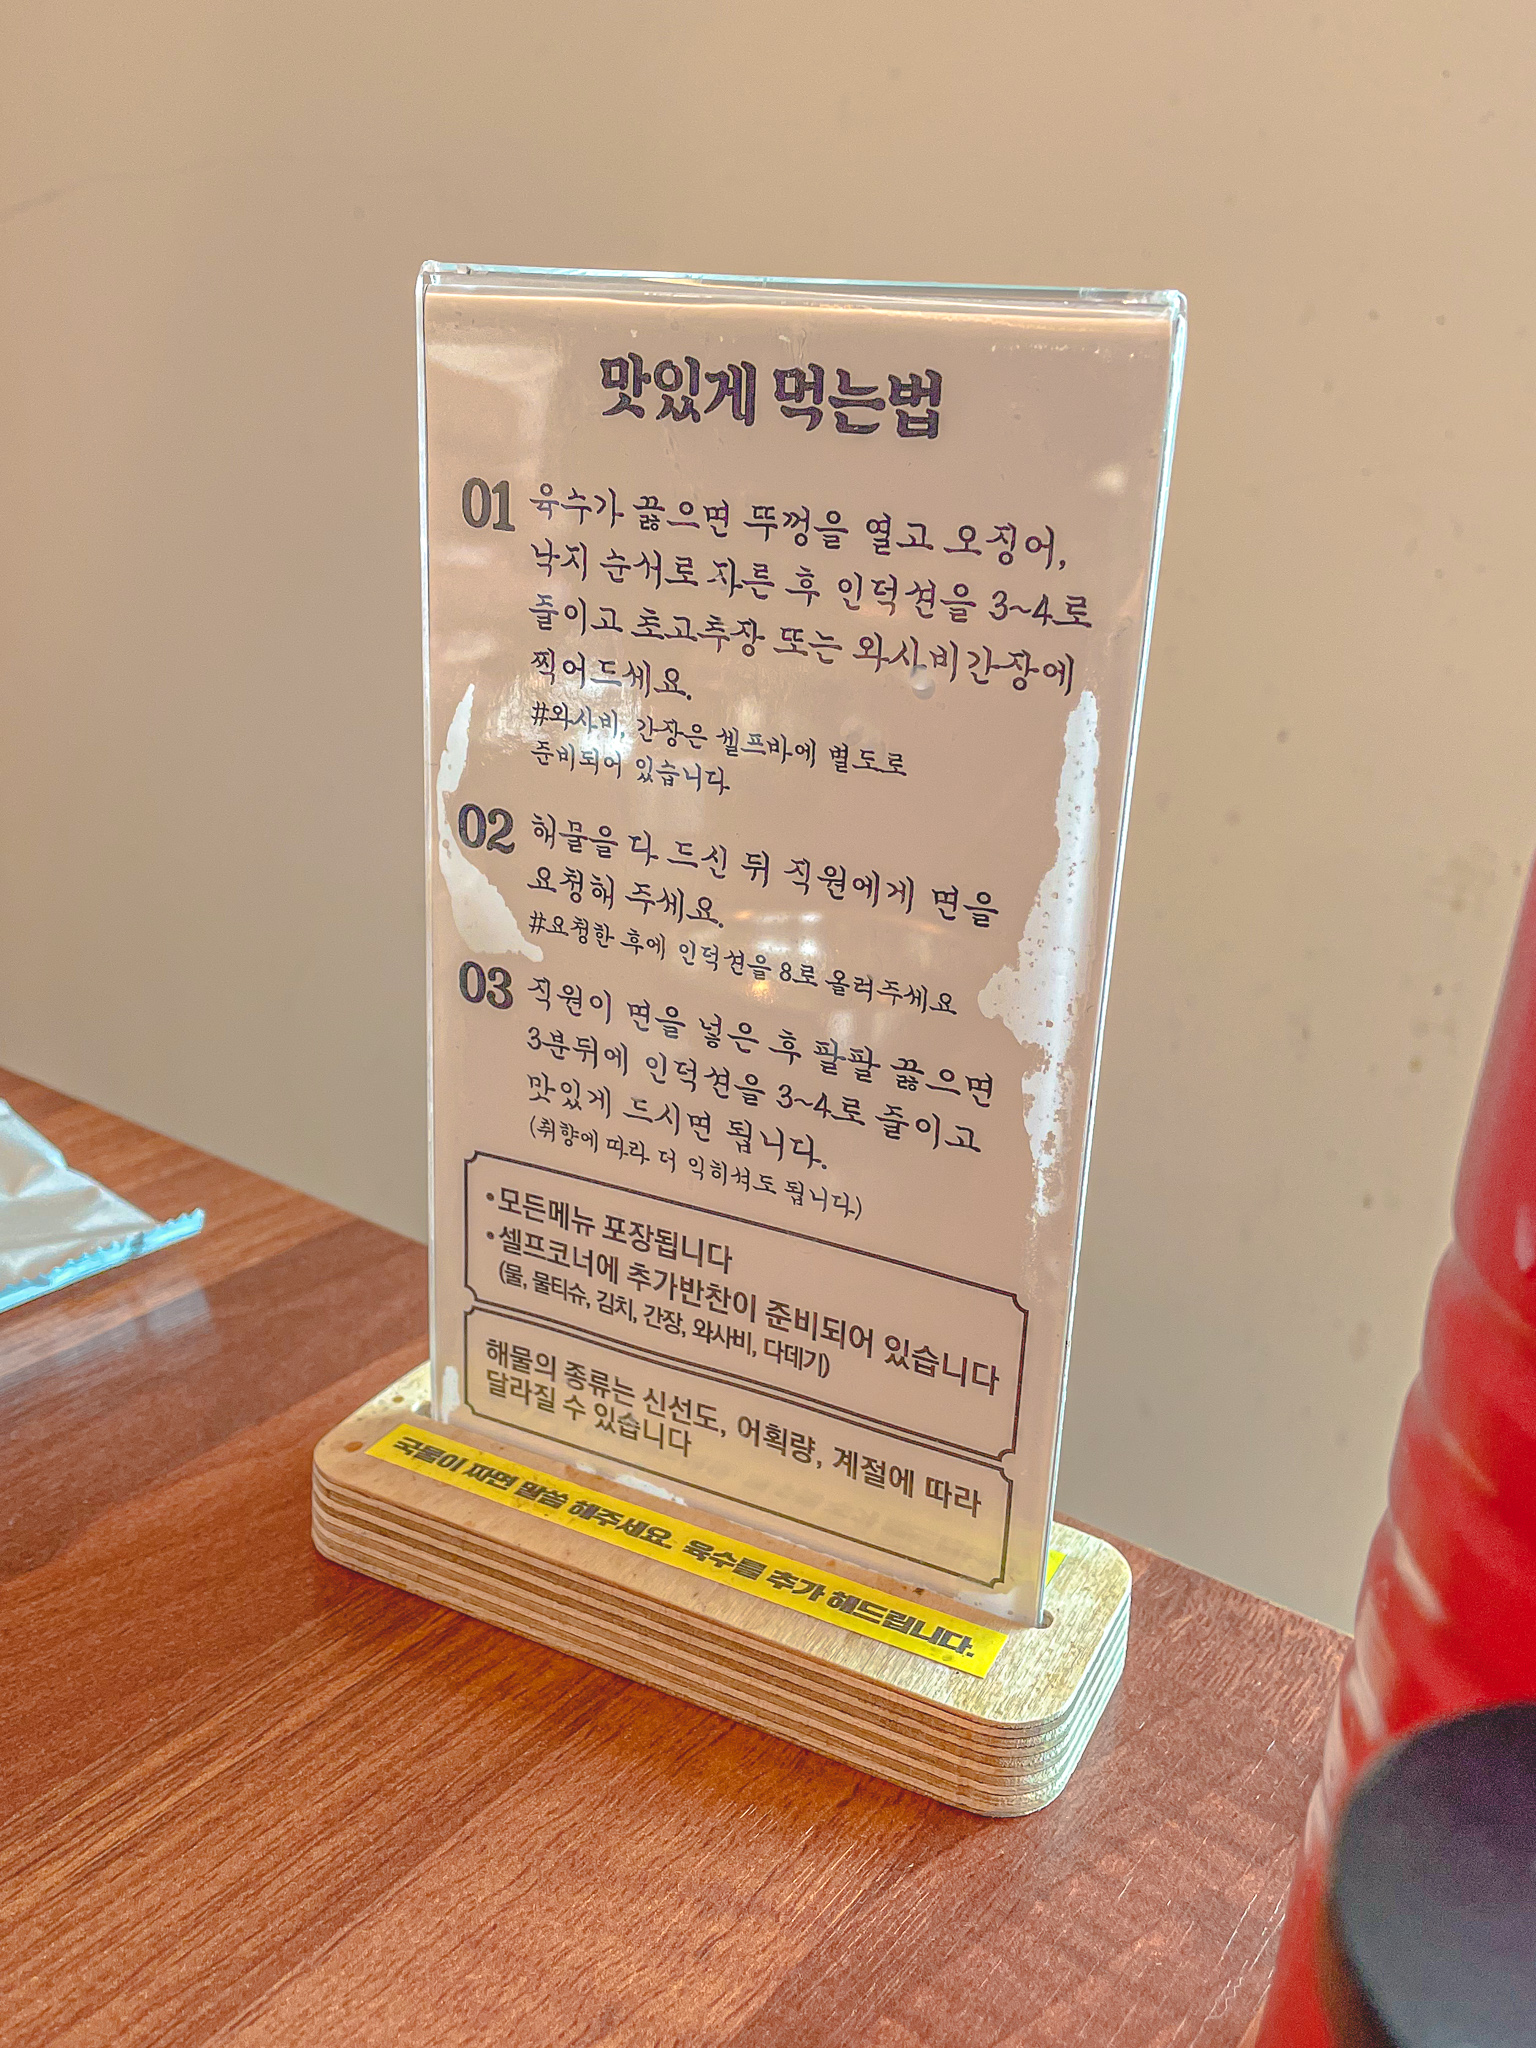 맛있게 먹는법
01 육수가 끓으면 뚜껑을 열고 오징어,
낙지 순서로 자른 후 인덕션을 3~4로
줄이고 초고추장 또는 와사비간장에
찍어드세요.
#와사비, 간장은 셀프바에 별도로
준비되어 있습니다
02 해물을 다 드신 뒤 직원에게 면을
요청해 주세요.
#요청한 후에 인덕션을 8로 올려주세요
03 직원이 면을 넣은 후 팔팔 끓으면
3분뒤에 인덕션을 3~4로 줄이고
맛있게 드시면 됩니다.
(취향에 따라 더 익히셔도 됩니다)
•모든메뉴 포장됩니다
•셀프코너에 추가반찬이 준비되어 있습니다
(물, 물티슈, 김치, 간장, 와사비, 다데기)
해물의 종류는 신선도, 어획량, 계절에 따라
달라질 수 있습니다
국물이 짜면 말씀 해주세요. 육수를 추가 해드립니다.